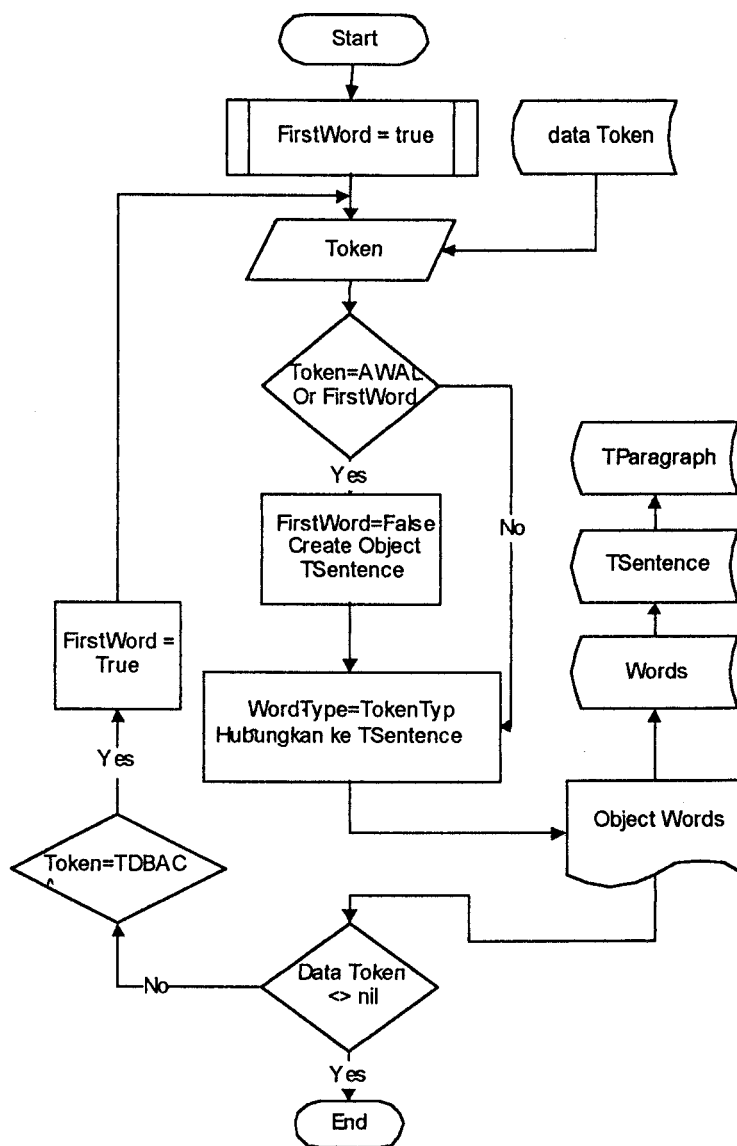 Start
FirstWord = true
data Token
Token
Token=AWAL
Or FirstWord
Yes
No
FirstWord=False
Create Object
TSentence
TParagraph
TSentence
Words
FirstWord =
True
WordType=TokenTyp
Hubungkan ke TSentence
Yes
Object Words
Token=TDBAC
Data Token
<> nil
No
Yes
End